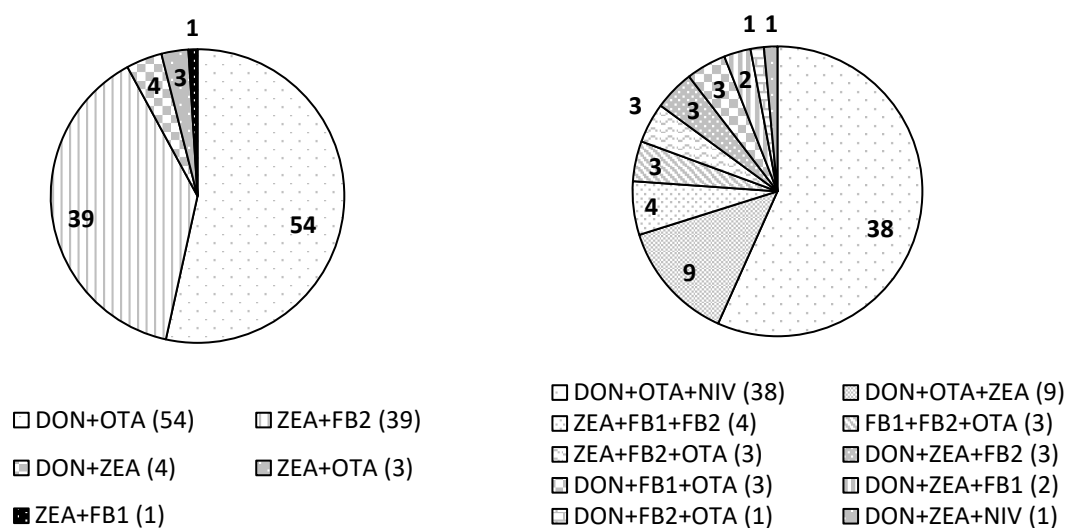 1
4
3
39
54
1 1
2
3
3
3
3
4
9
38
DON+OTA (54)
ZEA+FB2 (39)
DON+ZEA (4)
ZEA+OTA (3)
ZEA+FB1 (1)
DON+OTA+NIV (38)
DON+OTA+ZEA (9)
ZEA+FB1+FB2 (4)
FB1+FB2+OTA (3)
ZEA+FB2+OTA (3)
DON+ZEA+FB2 (3)
DON+FB1+OTA (3)
DON+ZEA+FB1 (2)
DON+FB2+OTA (1)
DON+ZEA+NIV (1)